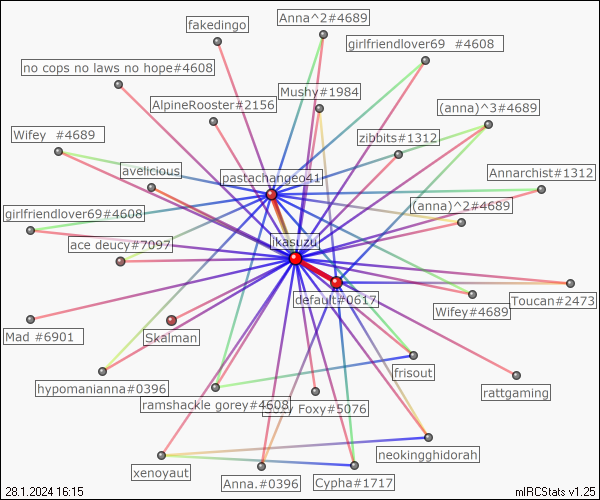 fakedingo
Anna^2#4689
girlfriendlover69 #4608
no cops no laws no hope#4608
Mushy#1984
AlpineRooster#2156
(anna)^3#4689
Wifey #4689
zibbits#1312
avelicious
pastachangeo41
Annarchist#1312
girlfriendlover69#4608
(anna)^2#4689
ace deucy#7097
ikasuzu
default#0617
Toucan#2473
Wifey#4689
Mad #6901
Skalman
frisout
hypomanianna#0396
rattgaming
ramshackle gorey#4608
Foxy#5076
neokingghidorah
xenoyaut
Anna.#0396
Cypha#1717
28.1.2024 16:15
mIRCStats v1.25